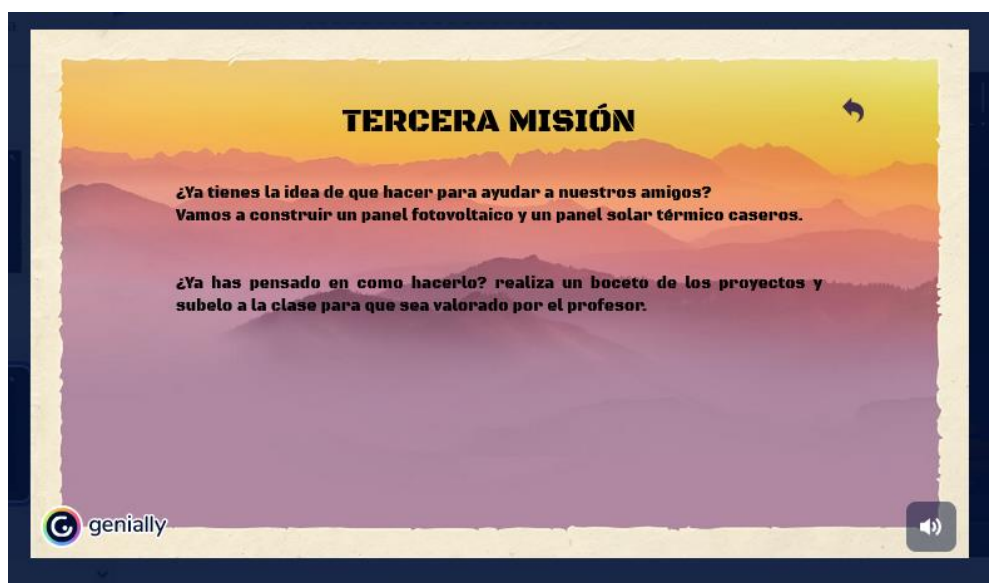 TERCERA MISIÓN
¿Ya tienes la idea de que hacer para ayudar a nuestros amigos?
Vamos a construir un panel fotovoltaico y un panel solar térmico caseros.
¿Ya has pensado en como hacerlo? realiza un boceto de los proyectos y
subelo a la clase para que sea valorado por el profesor.
genially